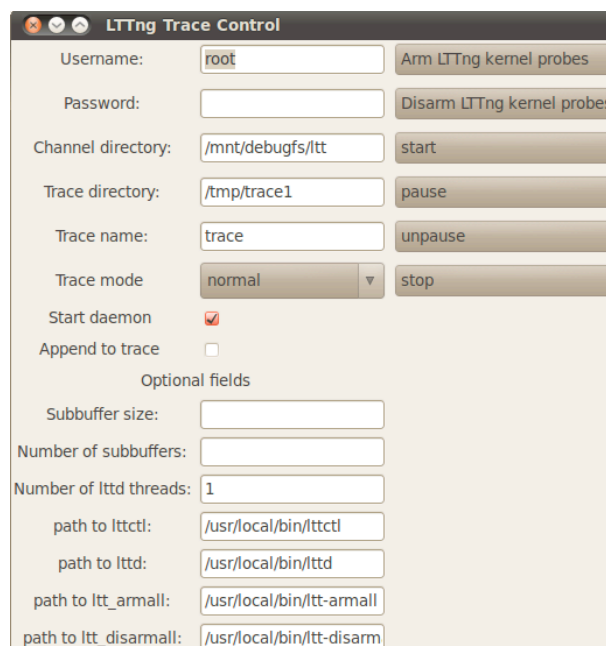 LTTng Trace Control
Username: root Arm LTTng kernel probes
Password: Disarm LTTng kernel probes
Channel directory: /mnt/debugfs/ltt start
Trace directory: /tmp/trace1 pause
Trace name: trace unpause
Trace mode normal stop
Start daemon
Append to trace
Optional fields
Subbuffer size:
Number of subbuffers:
Number of lttd threads: 1
path to lttctl: /usr/local/bin/lttctl
path to lttd: /usr/local/bin/lttd
path to ltt_armall: /usr/local/bin/ltt-armall
path to ltt_disarmall: /usr/local/bin/ltt-disarm